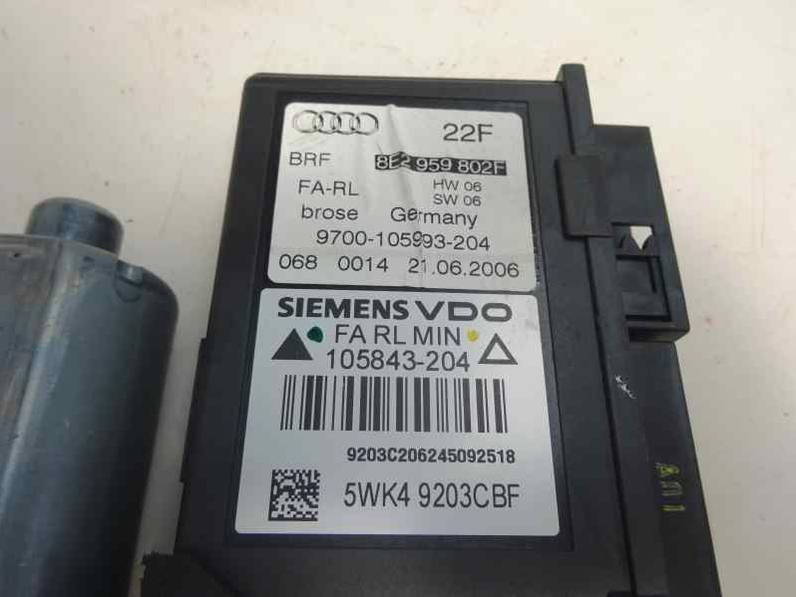 22F
BRF 8E2 959 802F
FA-RL HW 06
SW 06
brose Germany
9700-105993-204
068 0014 21.06.2006
SIEMENS VDO
FA RL MIN
105843-204
9203C206245092518
5WK4 9203CBF